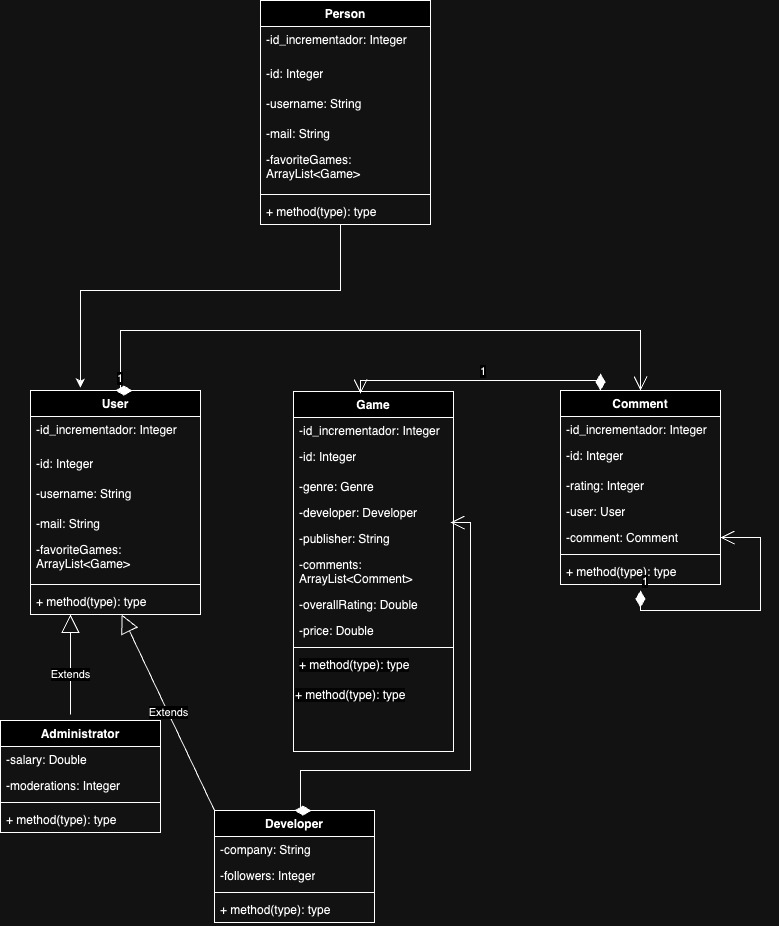 Person
-id_incrementador: Integer
-id: Integer
-username: String
-mail: String
-favoriteGames:
ArrayList<Game>
+ method(type): type
1
1
User
-id_incrementador: Integer
-id: Integer
-username: String
-mail: String
-favoriteGames:
ArrayList<Game>
+ method(type): type
Game
-id_incrementador: Integer
-id: Integer
-genre: Genre
-developer: Developer
-publisher: String
-comments:
ArrayList<Comment>
-overallRating: Double
-price: Double
+ method(type): type
+ method(type): type
Comment
-id_incrementador: Integer
-id: Integer
-rating: Integer
-user: User
-comment: Comment
+ method(type): type
1
Extends
Extends
Administrator
-salary: Double
-moderations: Integer
+ method(type): type
Developer
-company: String
-followers: Integer
+ method(type): type